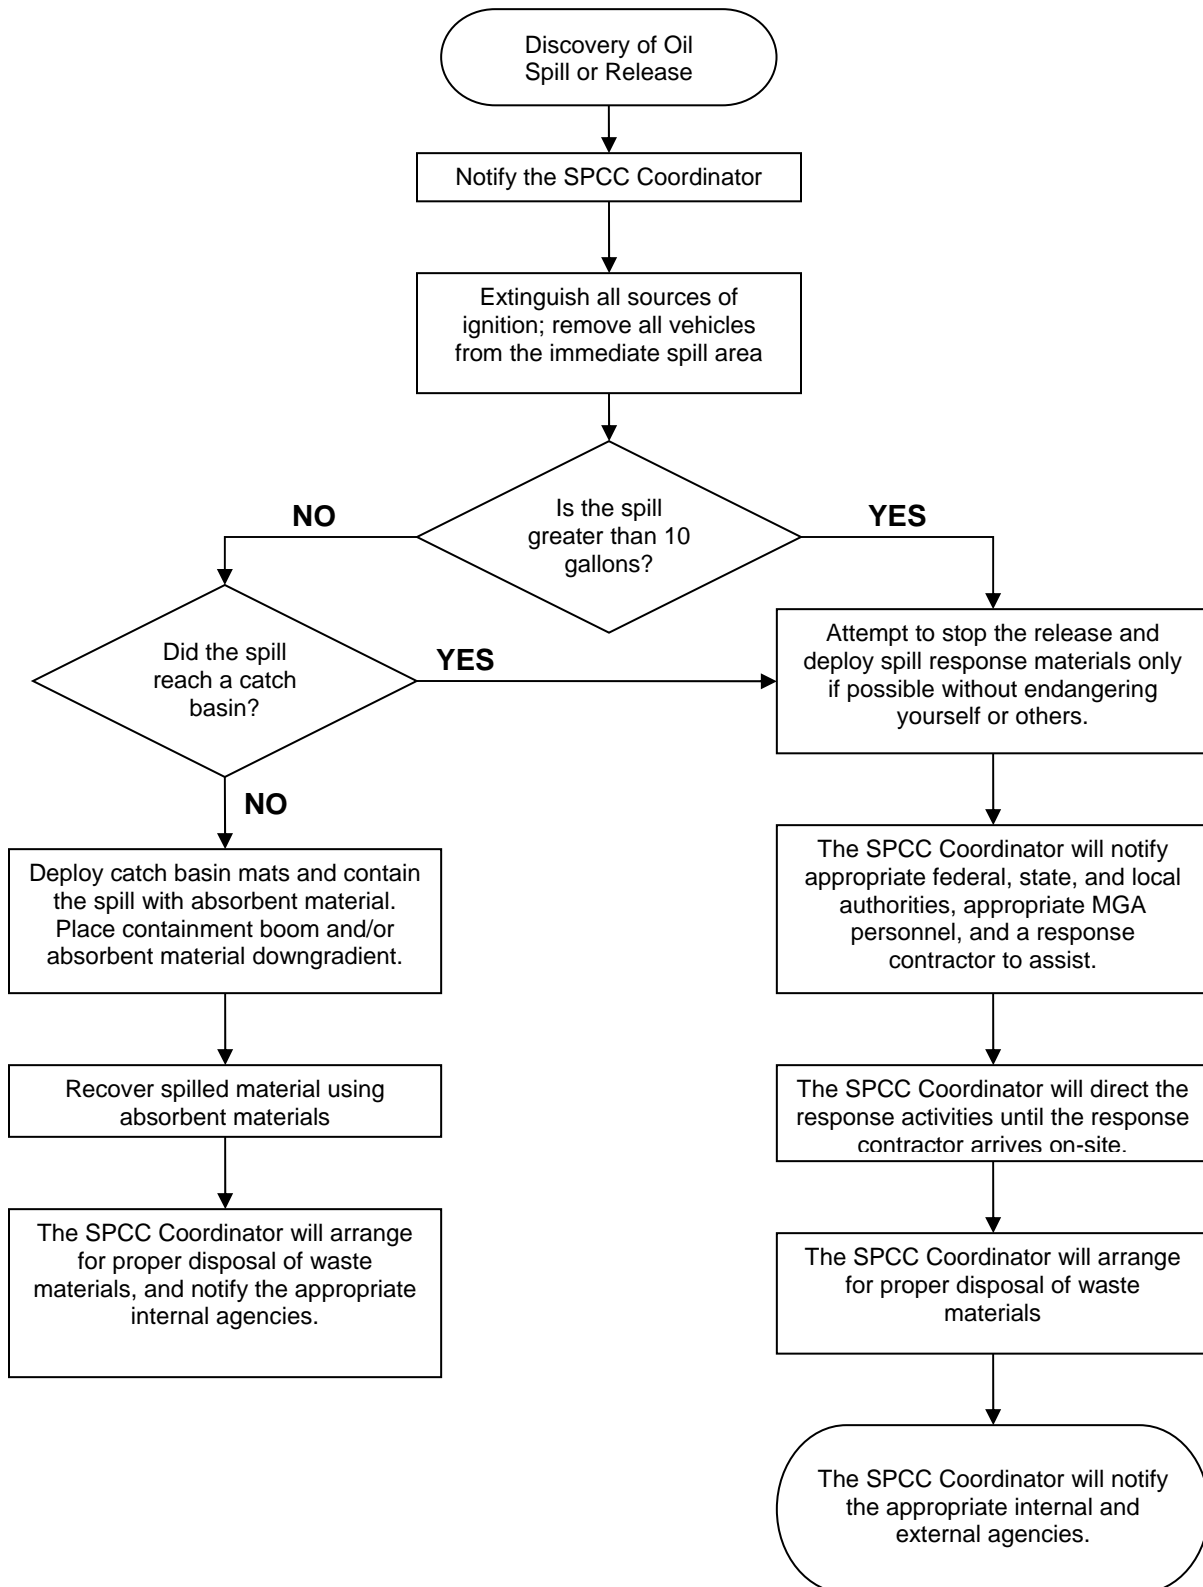 Discovery of Oil
Spill or Release
Notify the SPCC Coordinator
Extinguish all sources of
ignition; remove all vehicles
from the immediate spill area
Is the spill
greater than 10
gallons?
NO
YES
Did the spill
reach a catch
basin?
YES
NO
Attempt to stop the release and
deploy spill response materials only
if possible without endangering
yourself or others.
Deploy catch basin mats and contain
the spill with absorbent material.
Place containment boom and/or
absorbent material downgradient.
The SPCC Coordinator will notify
appropriate federal, state, and local
authorities, appropriate MGA
personnel, and a response
contractor to assist.
Recover spilled material using
absorbent materials
The SPCC Coordinator will direct the
response activities until the response
contractor arrives on-site.
The SPCC Coordinator will arrange
for proper disposal of waste
materials, and notify the appropriate
internal agencies.
The SPCC Coordinator will arrange
for proper disposal of waste
materials
The SPCC Coordinator will notify
the appropriate internal and
external agencies.